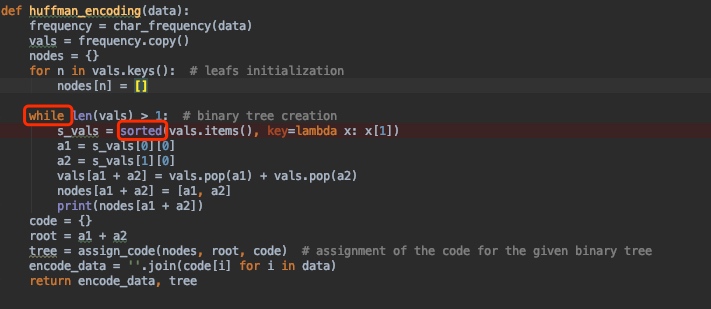 def huffman_encoding(data):
    frequency = char_frequency(data)
    vals = frequency.copy()
    nodes = {}
    for n in vals.keys():  # leafs initialization
        nodes[n] = []
    while len(vals) > 1:  # binary tree creation
        s_vals = sorted(vals.items(), key=lambda x: x[1])
        a1 = s_vals[0][0]
        a2 = s_vals[1][0]
        vals[a1 + a2] = vals.pop(a1) + vals.pop(a2)
        nodes[a1 + a2] = [a1, a2]
        print(nodes[a1 + a2])
    code = {}
    root = a1 + a2
    tree = assign_code(nodes, root, code)  # assignment of the code for the given binary tree
    encode_data = ''.join(code[i] for i in data)
    return encode_data, tree